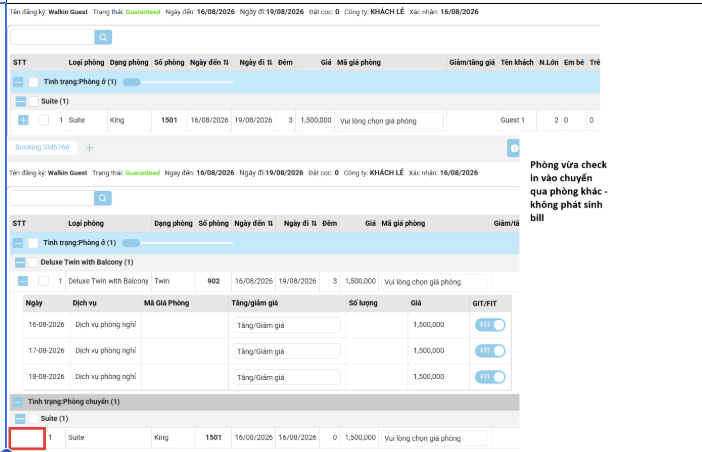 Tên đăng ký: Walkin Guest Trạng thái: Guaranteed Ngày đến: 16/08/2026 Ngày đi:19/08/2026 Đặt cọc: 0 Công ty: KHÁCH LẺ Xác nhận: 16/08/2026
STT Loại phòng Dạng phòng Số phòng Ngày đến Ngày đi Đêm Giá Mã giá phòng Giảm/tăng giá Tên khách N.Lớn Em bé Trẻ
Tình trạng:Phòng ở (1)
Suite (1)
1 Suite King 1501 16/08/2026 19/08/2026 3 1,500,000 Vui lòng chọn giá phòng Guest 1 2 0 0
Booking SM6766
Tên đăng ký: Walkin Guest Trạng thái: Guaranteed Ngày đến: 16/08/2026 Ngày đi:19/08/2026 Đặt cọc: 0 Công ty: KHÁCH LẺ Xác nhận: 16/08/2026
Phòng vừa check
in vào chuyển
qua phòng khác -
không phát sinh
bill
STT Loại phòng Dạng phòng Số phòng Ngày đến Ngày đi Đêm Giá Mã giá phòng Giảm/tă
Tình trạng:Phòng ở (1)
Deluxe Twin with Balcony (1)
1 Deluxe Twin with Balcony Twin 902 16/08/2026 19/08/2026 3 1,500,000 Vui lòng chọn giá phòng
Ngày Dịch vụ Mã Giá Phòng Tăng/giảm giá Số lượng Giá GIT/FIT
16-08-2026 Dịch vụ phòng nghỉ Tăng/Giảm giá 1,500,000 FIT
17-08-2026 Dịch vụ phòng nghỉ Tăng/Giảm giá 1,500,000 FIT
18-08-2026 Dịch vụ phòng nghỉ Tăng/Giảm giá 1,500,000 FIT
Tình trạng:Phòng chuyển (1)
Suite (1)
1 Suite King 1501 16/08/2026 16/08/2026 0 1,500,000 Vui lòng chọn giá phòng